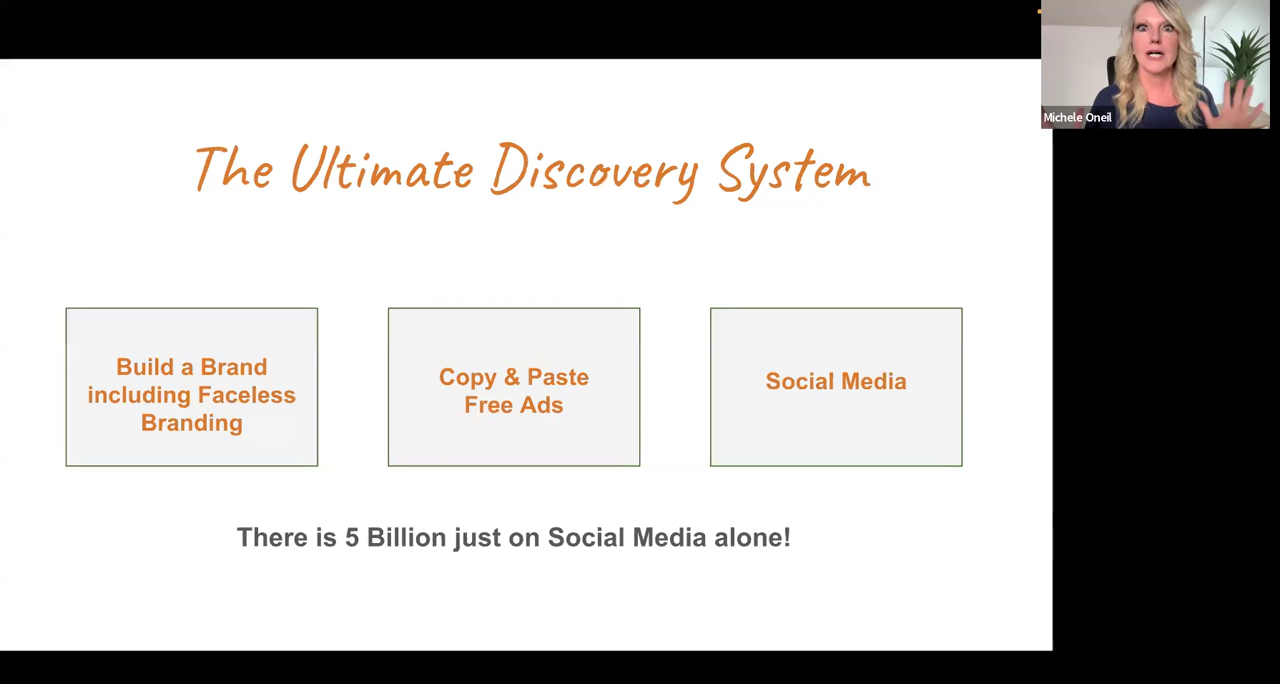 Michele Oneil
The Ultimate Discovery System
Build a Brand
including Faceless
Branding
Copy & Paste
Free Ads
Social Media
There is 5 Billion just on Social Media alone!